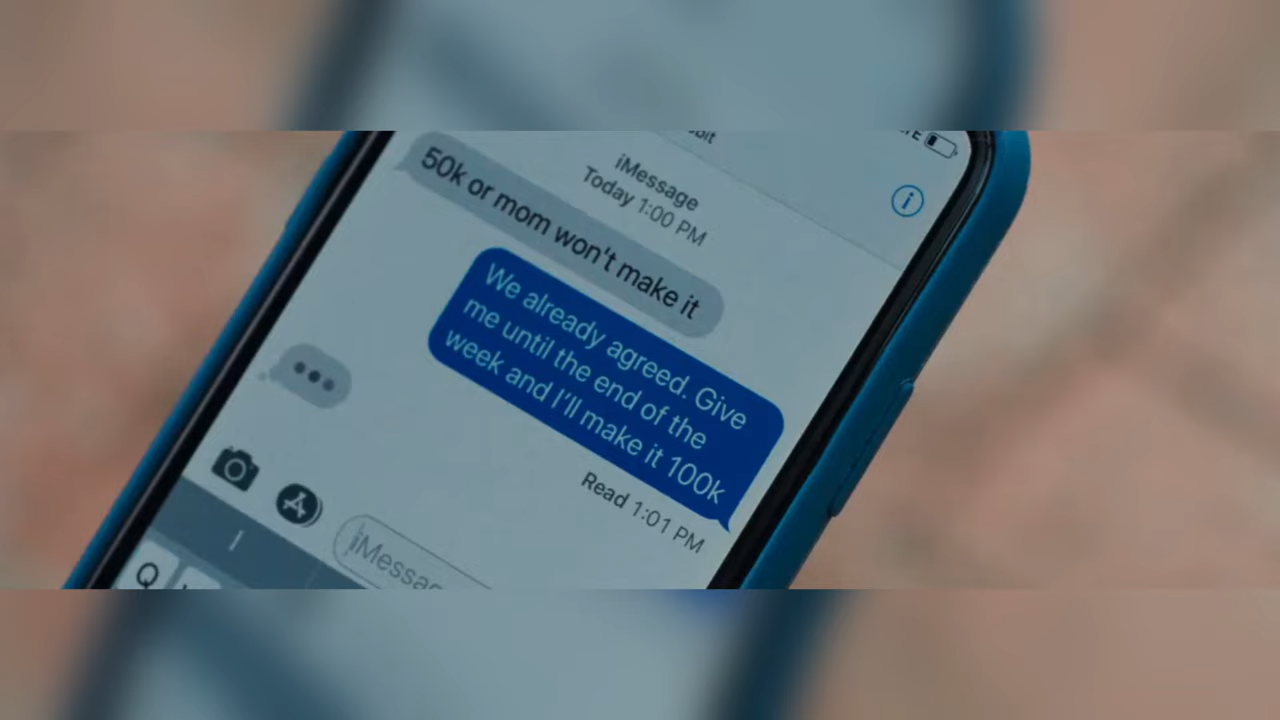 iMessage
Today 1:00 PM
50k or mom won't make it
We already agreed. Give
me until the end of the
week and I'll make it 100k
Read 1:01 PM
I
Q